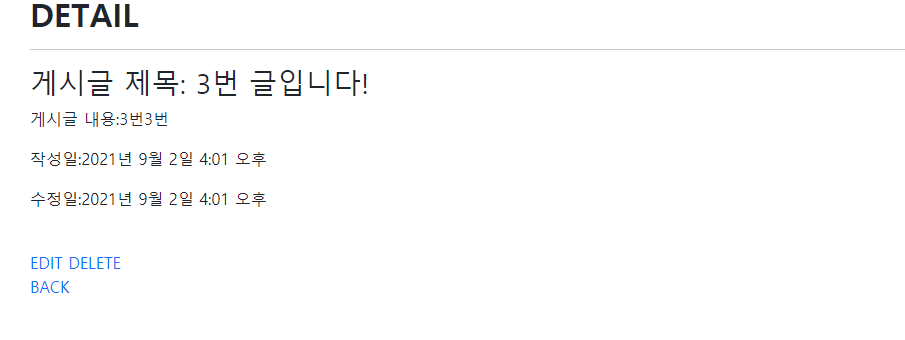 DETAIL
게시글 제목: 3번 글입니다!
게시글 내용:3번3번
작성일:2021년 9월 2일 4:01 오후
수정일:2021년 9월 2일 4:01 오후
EDIT DELETE
BACK